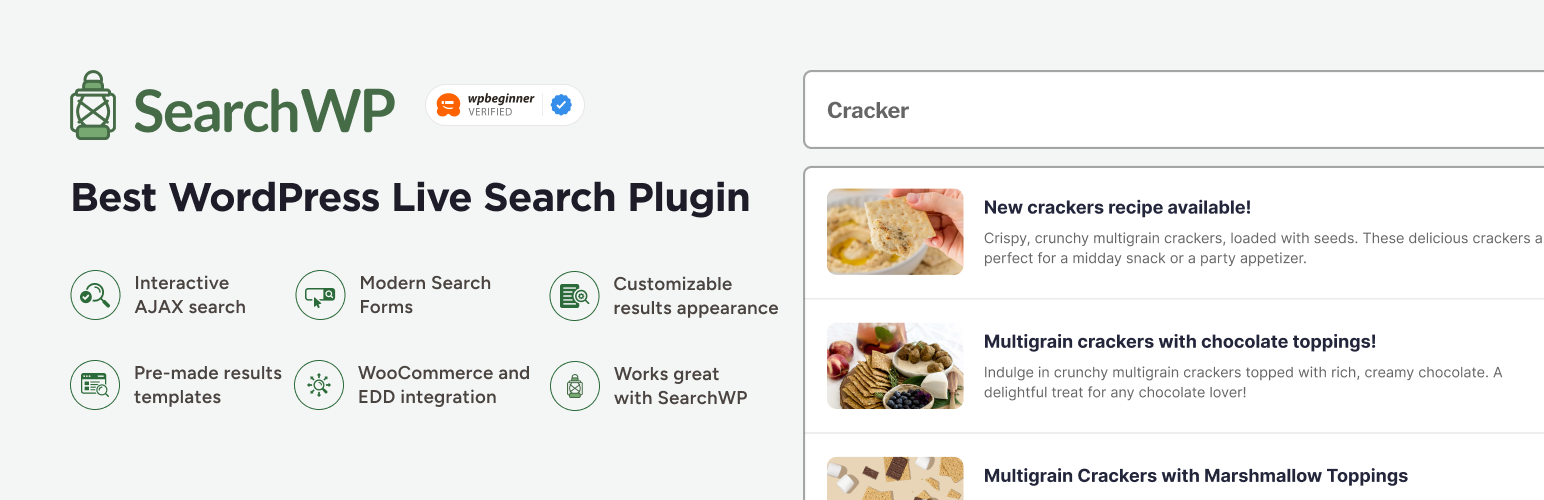 SearchWP
wpbeginner
VERIFIED
Best WordPress Live Search Plugin
Interactive
AJAX search
Modern Search
Forms
Customizable
results appearance
Pre-made results
templates
WooCommerce and
EDD integration
Works great
with SearchWP
Cracker
New crackers recipe available!
Crispy, crunchy multigrain crackers, loaded with seeds. These delicious crackers a
perfect for a midday snack or a party appetizer.
Multigrain crackers with chocolate toppings!
Indulge in crunchy multigrain crackers topped with rich, creamy chocolate. A
delightful treat for any chocolate lover!
Multigrain Crackers with Marshmallow Toppings